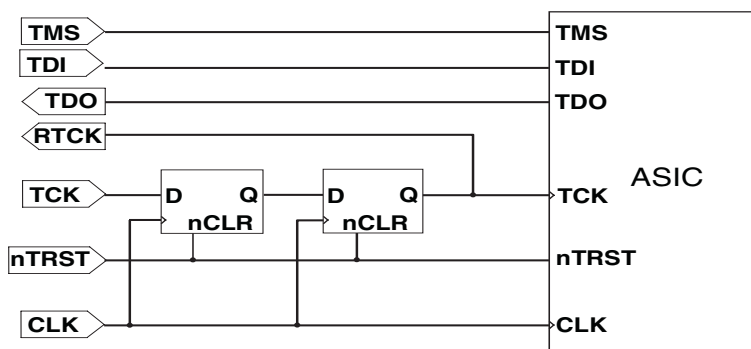 TMS TMS
TDI TDI
TDO TDO
RTCK
TCK D Q D Q TCK ASIC
nCLR nCLR
nTRST nTRST
CLK CLK